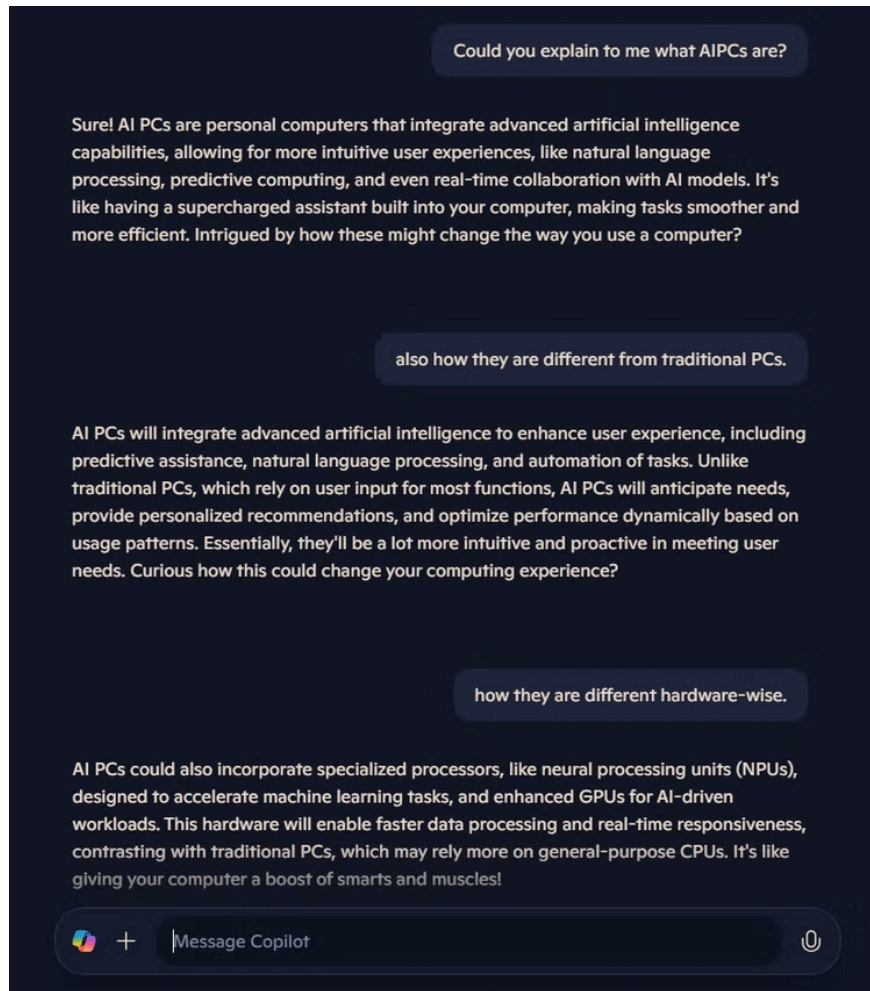 Could you explain to me what AIPCs are?
Sure! AI PCs are personal computers that integrate advanced artificial intelligence
capabilities, allowing for more intuitive user experiences, like natural language
processing, predictive computing, and even real-time collaboration with AI models. It's
like having a supercharged assistant built into your computer, making tasks smoother and
more efficient. Intrigued by how these might change the way you use a computer?
also how they are different from traditional PCs.
AI PCs will integrate advanced artificial intelligence to enhance user experience, including
predictive assistance, natural language processing, and automation of tasks. Unlike
traditional PCs, which rely on user input for most functions, AI PCs will anticipate needs,
provide personalized recommendations, and optimize performance dynamically based on
usage patterns. Essentially, they'll be a lot more intuitive and proactive in meeting user
needs. Curious how this could change your computing experience?
how they are different hardware-wise.
AI PCs could also incorporate specialized processors, like neural processing units (NPUs),
designed to accelerate machine learning tasks, and enhanced GPUs for AI-driven
workloads. This hardware will enable faster data processing and real-time responsiveness,
contrasting with traditional PCs, which may rely more on general-purpose CPUs. It's like
giving your computer a boost of smarts and muscles!
Message Copilot